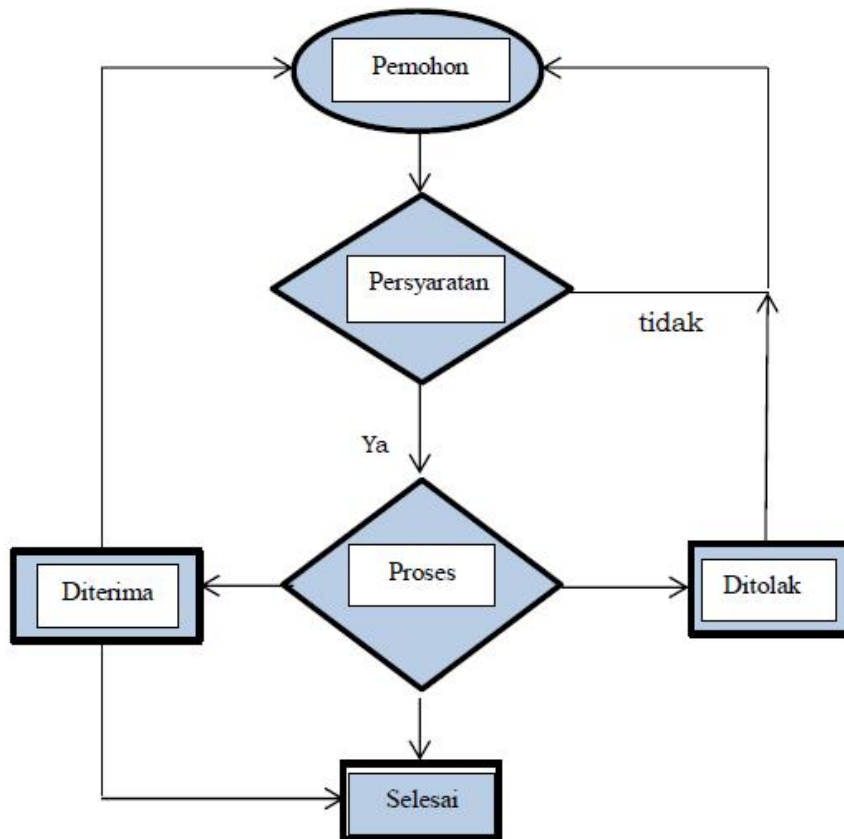 Pemohon
Persyaratan
tidak
Ya
Diterima
Proses
Ditolak
Selesai